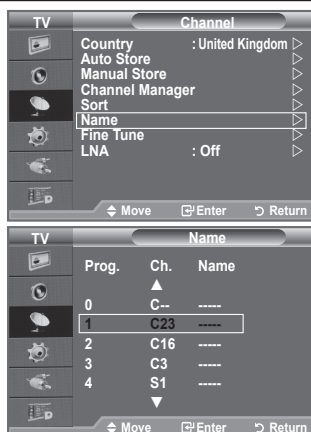 TV Channel
Country : United Kingdom ▷
Auto Store ▷
Manual Store ▷
Channel Manager ▷
Sort ▷
Name ▷
Fine Tune ▷
LNA : Off ▷
Move Enter Return
TV Name
Prog. Ch. Name
▲
0 C-- -----
1 C23 -----
2 C16 -----
3 C3 -----
4 S1 -----
▼
Move Enter Return